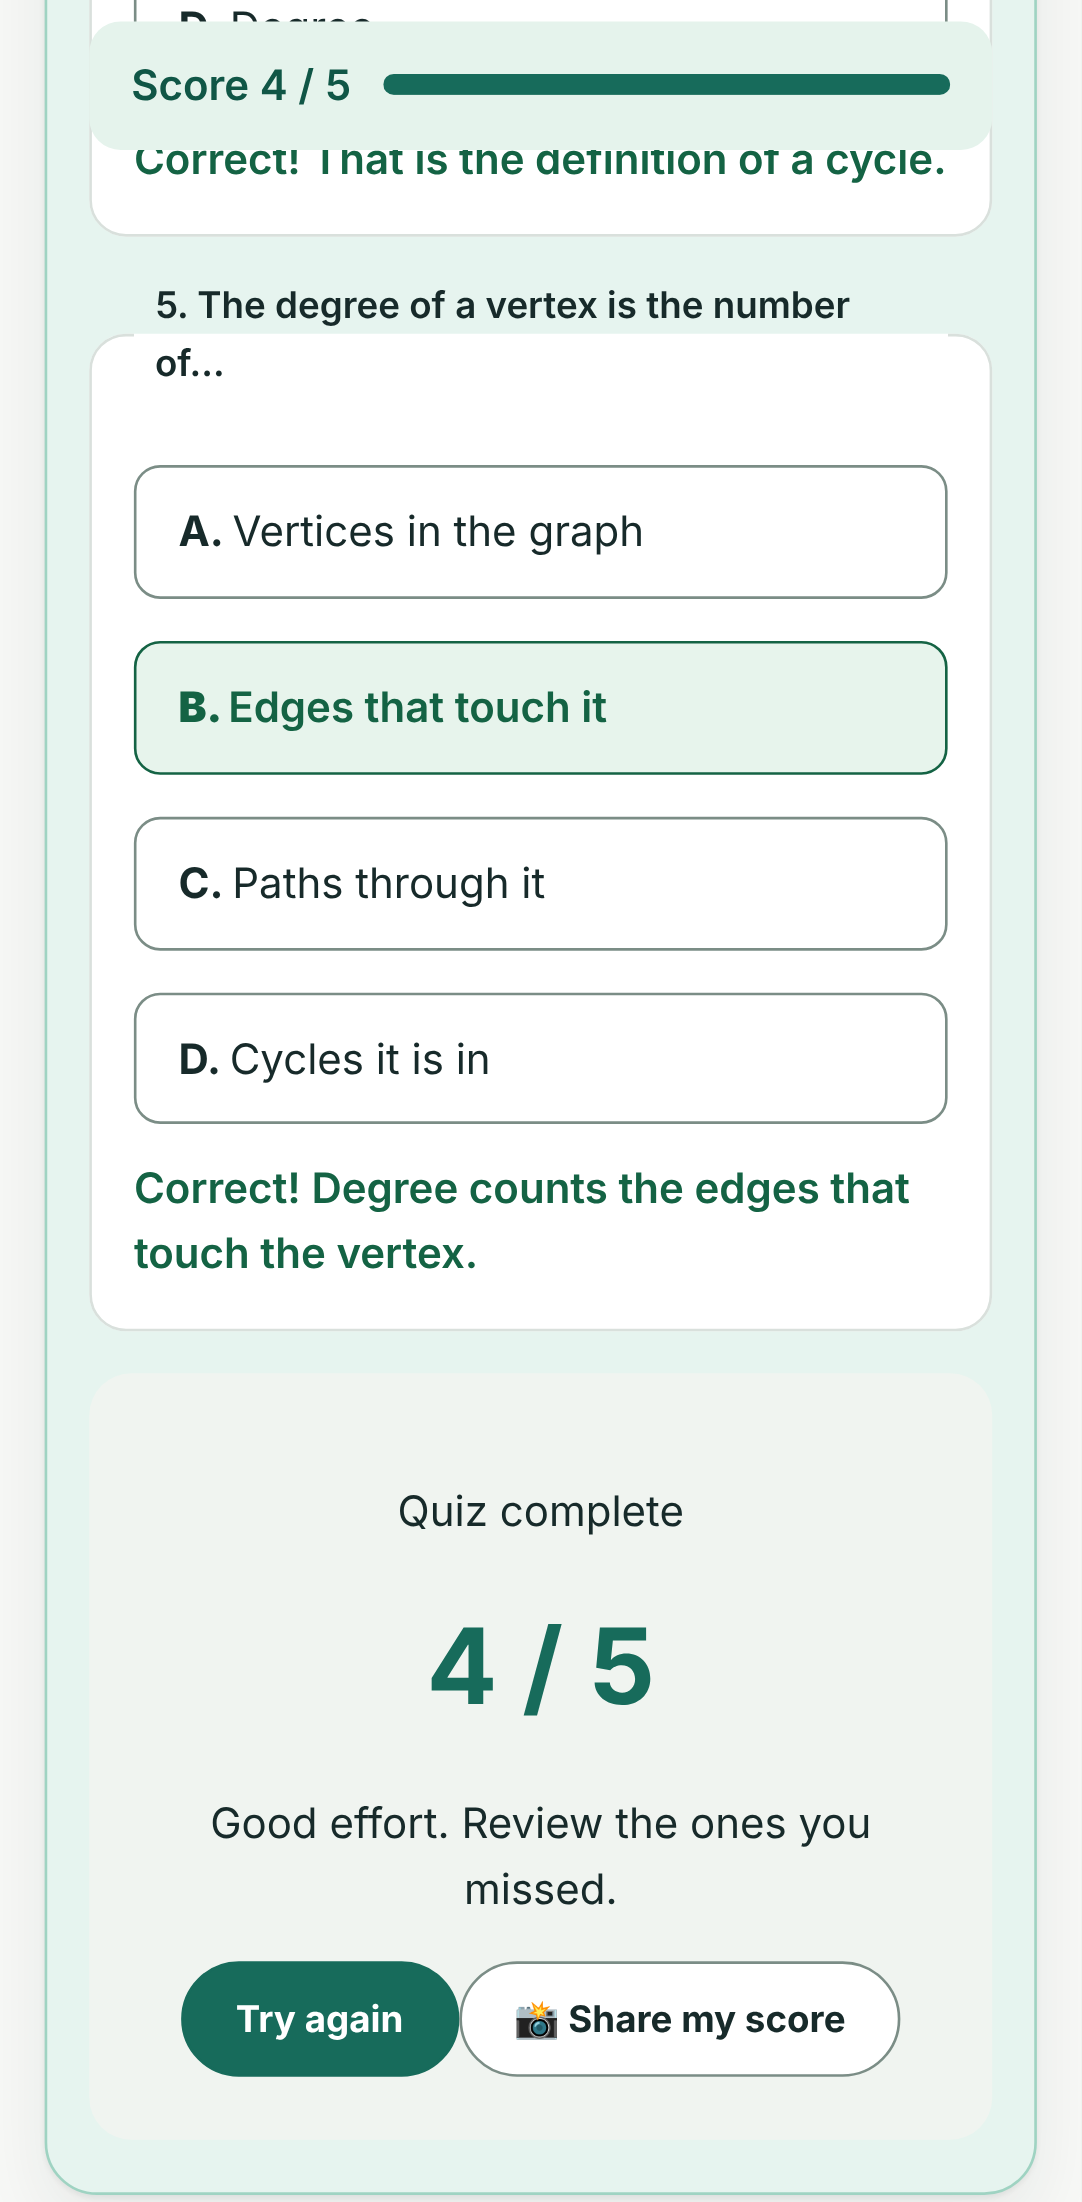 D. Degree
Score 4 / 5
Correct! That is the definition of a cycle.
5. The degree of a vertex is the number
of...
A. Vertices in the graph
B. Edges that touch it
C. Paths through it
D. Cycles it is in
Correct! Degree counts the edges that
touch the vertex.
Quiz complete
4 / 5
Good effort. Review the ones you
missed.
Try again
📸 Share my score